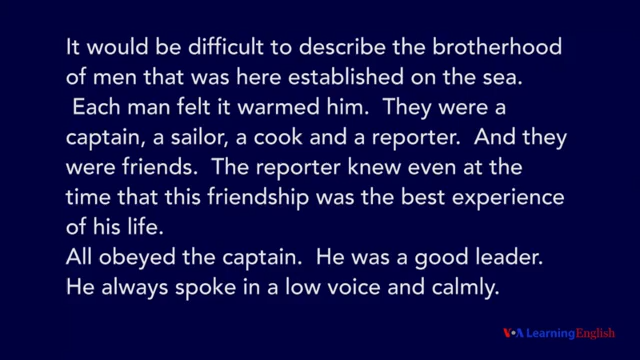 It would be difficult to describe the brotherhood
of men that was here established on the sea.
Each man felt it warmed him. They were a
captain, a sailor, a cook and a reporter. And they
were friends. The reporter knew even at the
time that this friendship was the best experience
of his life.
All obeyed the captain. He was a good leader.
He always spoke in a low voice and calmly.
VOA Learning English